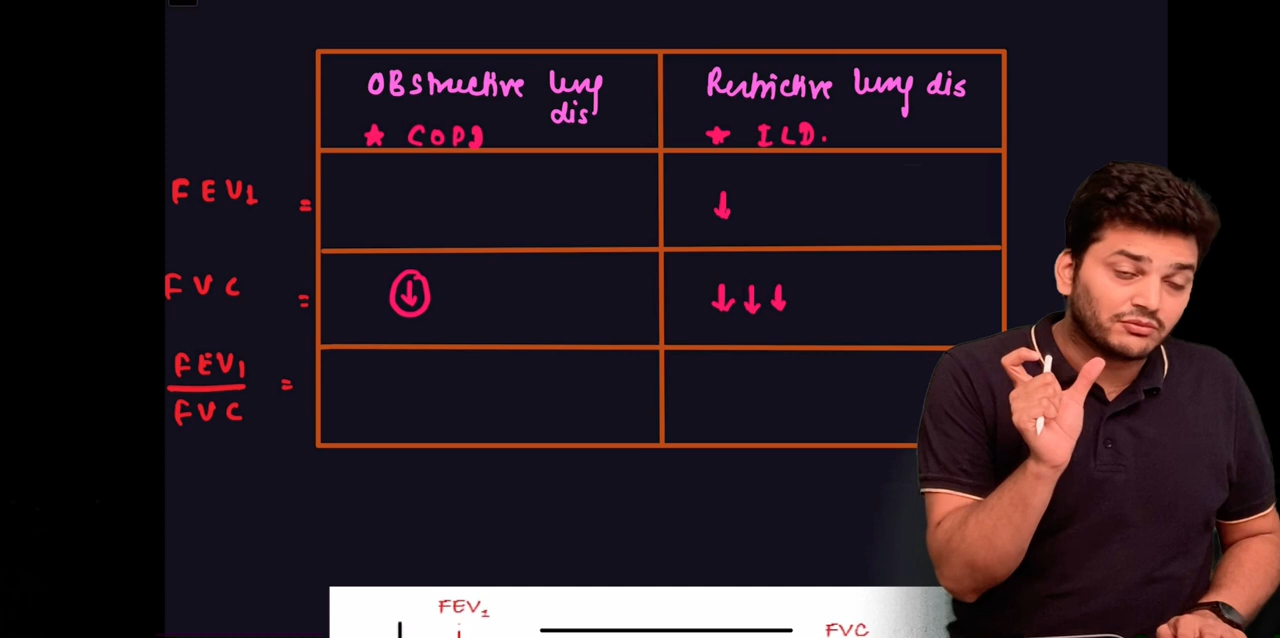 OBstructive lung
dis
★ COPD
Restrictive lung dis
★ ILD.
FEV1 =
↓
FVC =
↓
↓↓↓
FEV1
FVC
=
FEV1
FVC